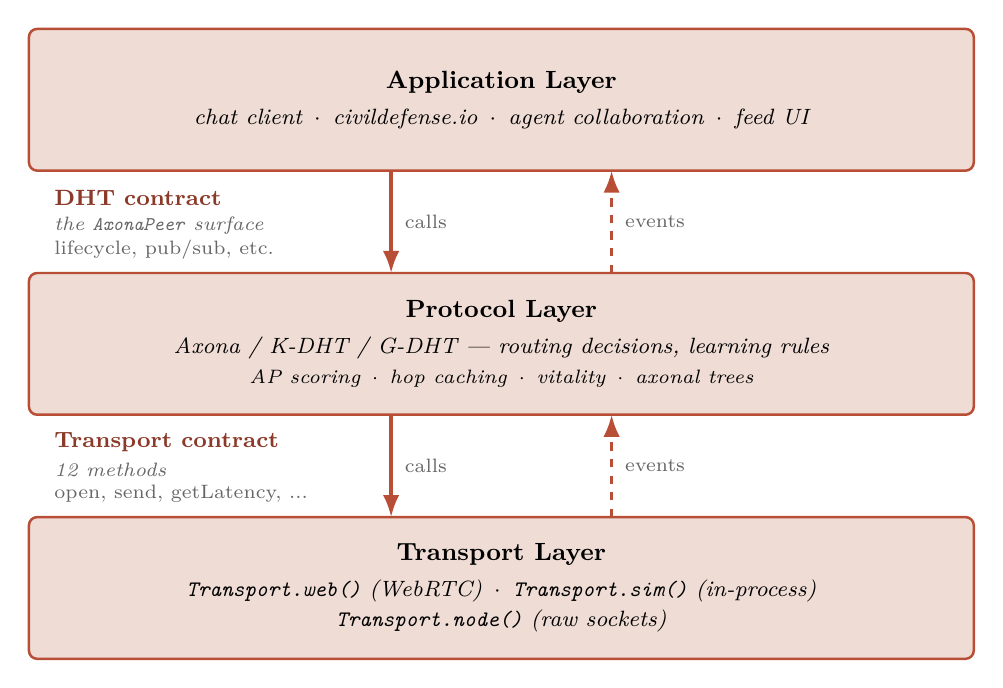 Application Layer
chat client · civildefense.io · agent collaboration · feed UI
DHT contract
the AxonaPeer surface
lifecycle, pub/sub, etc.
calls
events
Protocol Layer
Axona / K-DHT / G-DHT — routing decisions, learning rules
AP scoring · hop caching · vitality · axonal trees
Transport contract
12 methods
open, send, getLatency, ...
calls
events
Transport Layer
Transport.web() (WebRTC) · Transport.sim() (in-process)
Transport.node() (raw sockets)